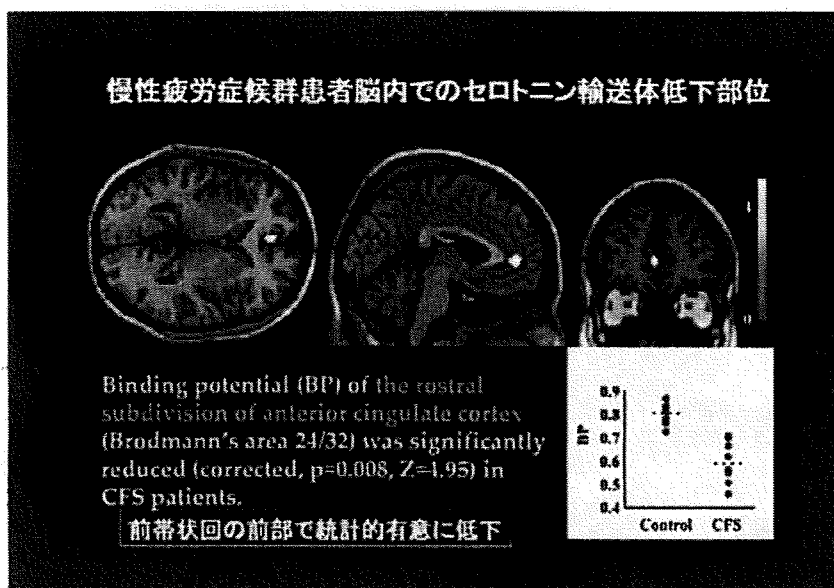 慢性疲労症候群患者脳内でのセロトニン輸送体低下部位
Binding potential (BP) of the rostral
subdivision of anterior cingulate cortex
(Brodmann's area 24/32) was significantly
reduced (corrected, p=0.008, Z=4.95) in
CFS patients.
前帯状回の前部で統計的有意に低下
BP
0.9
0.8
0.7
0.6
0.5
0.4
Control CFS